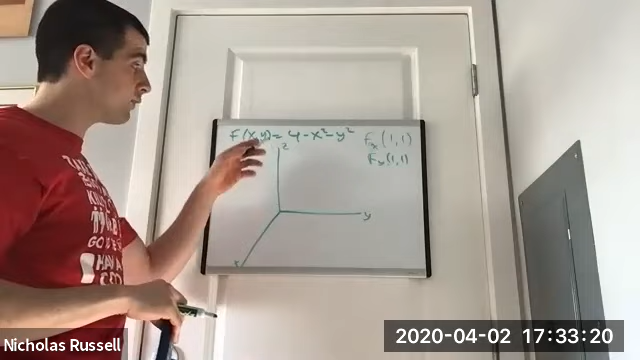 F(x,y)= 4-x²-y²
Fx(1,1)
Fy(1,1)
z
y
x
Nicholas Russell
2020-04-02 17:33:20